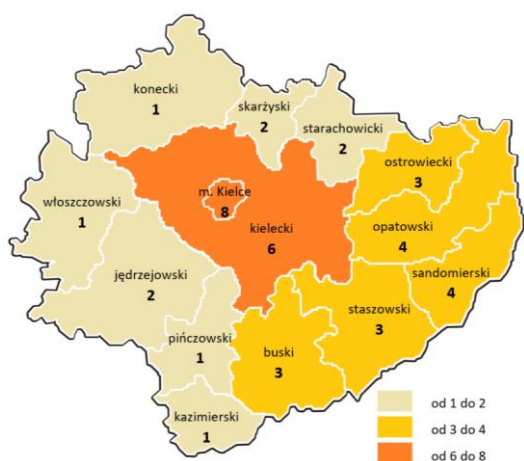 konecki
1
skarżyski
2
starachowicki
2
ostrowiecki
3
m. Kielce
8
włoszczowski
1
kielecki
6
opatowski
4
jędrzejowski
2
sandomierski
4
staszowski
3
pińczowski
1
buski
3
kazimierski
1
od 1 do 2
od 3 do 4
od 6 do 8